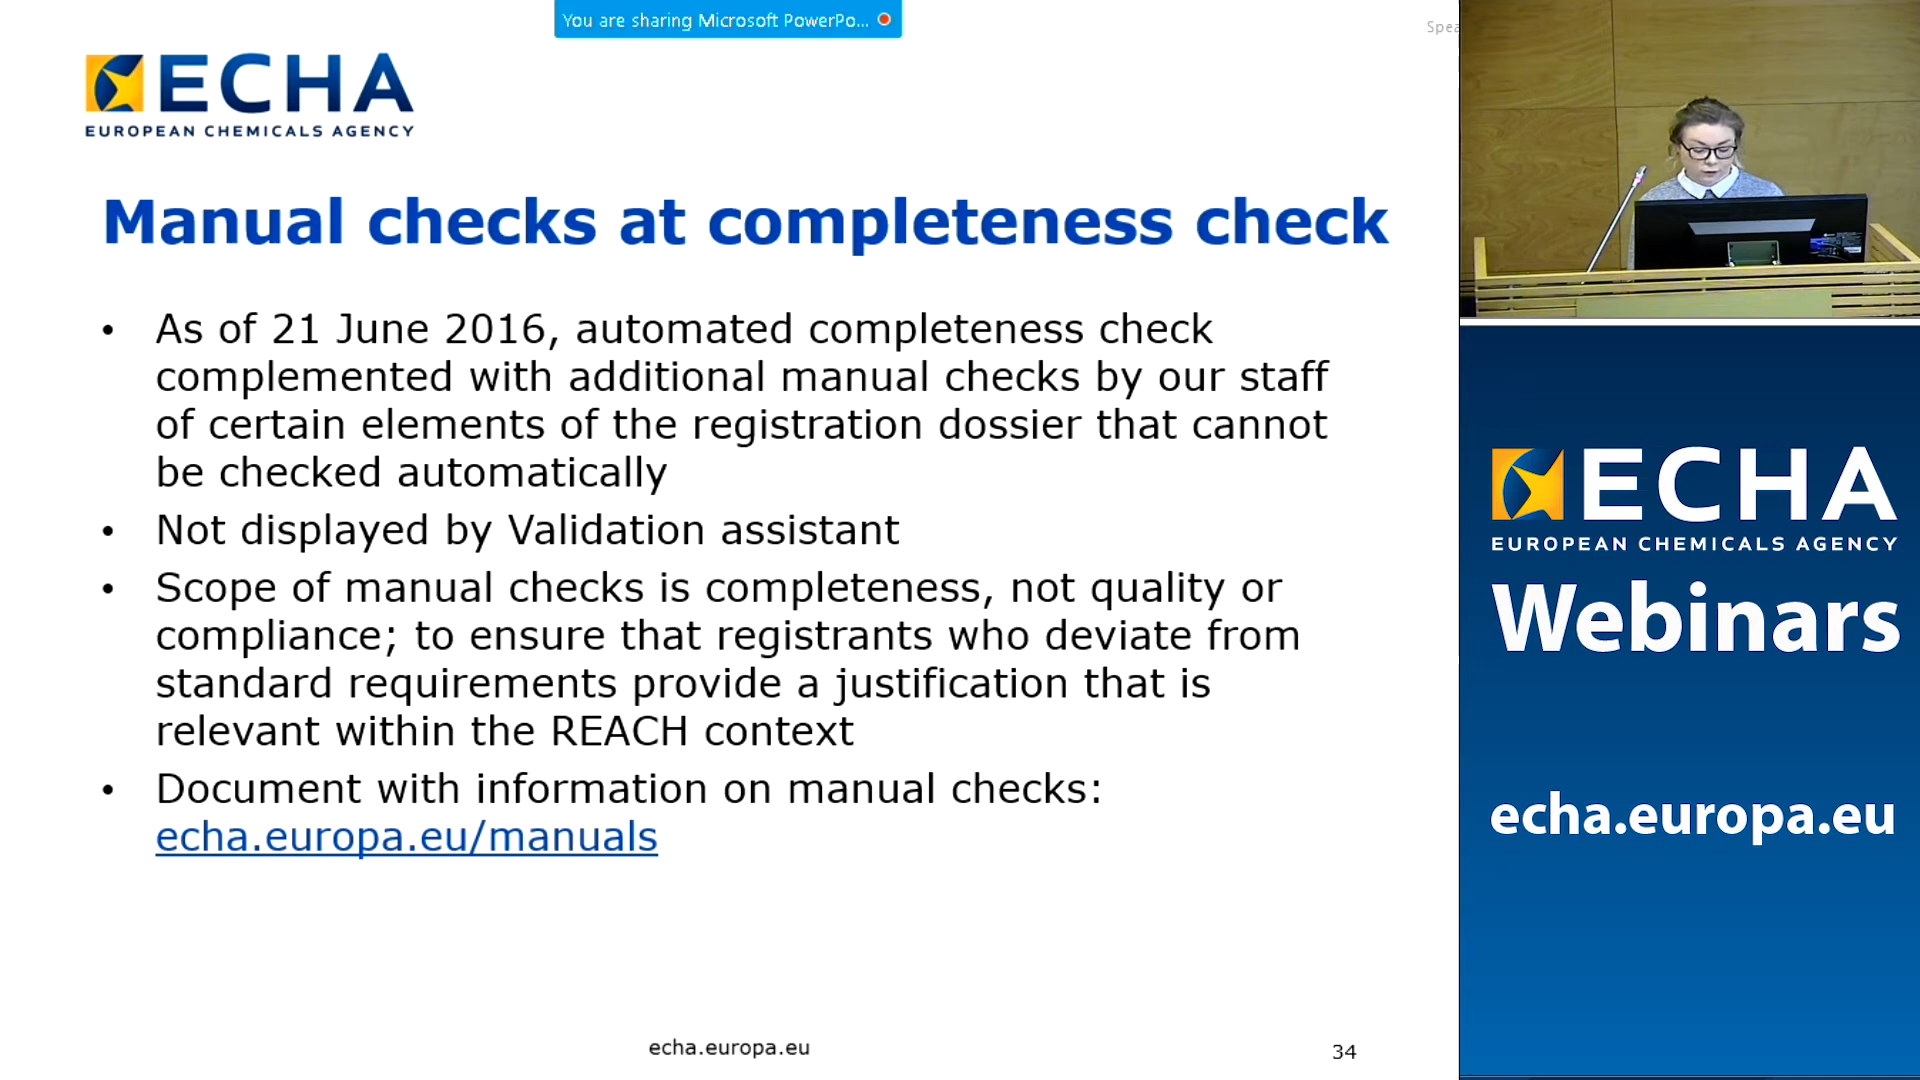 You are sharing Microsoft PowerPo...
Spea
ECHA
EUROPEAN CHEMICALS AGENCY
Manual checks at completeness check
• As of 21 June 2016, automated completeness check
complemented with additional manual checks by our staff
of certain elements of the registration dossier that cannot
be checked automatically
• Not displayed by Validation assistant
• Scope of manual checks is completeness, not quality or
compliance; to ensure that registrants who deviate from
standard requirements provide a justification that is
relevant within the REACH context
• Document with information on manual checks:
echa.europa.eu/manuals
echa.europa.eu
34
ECHA
EUROPEAN CHEMICALS AGENCY
Webinars
echa.europa.eu